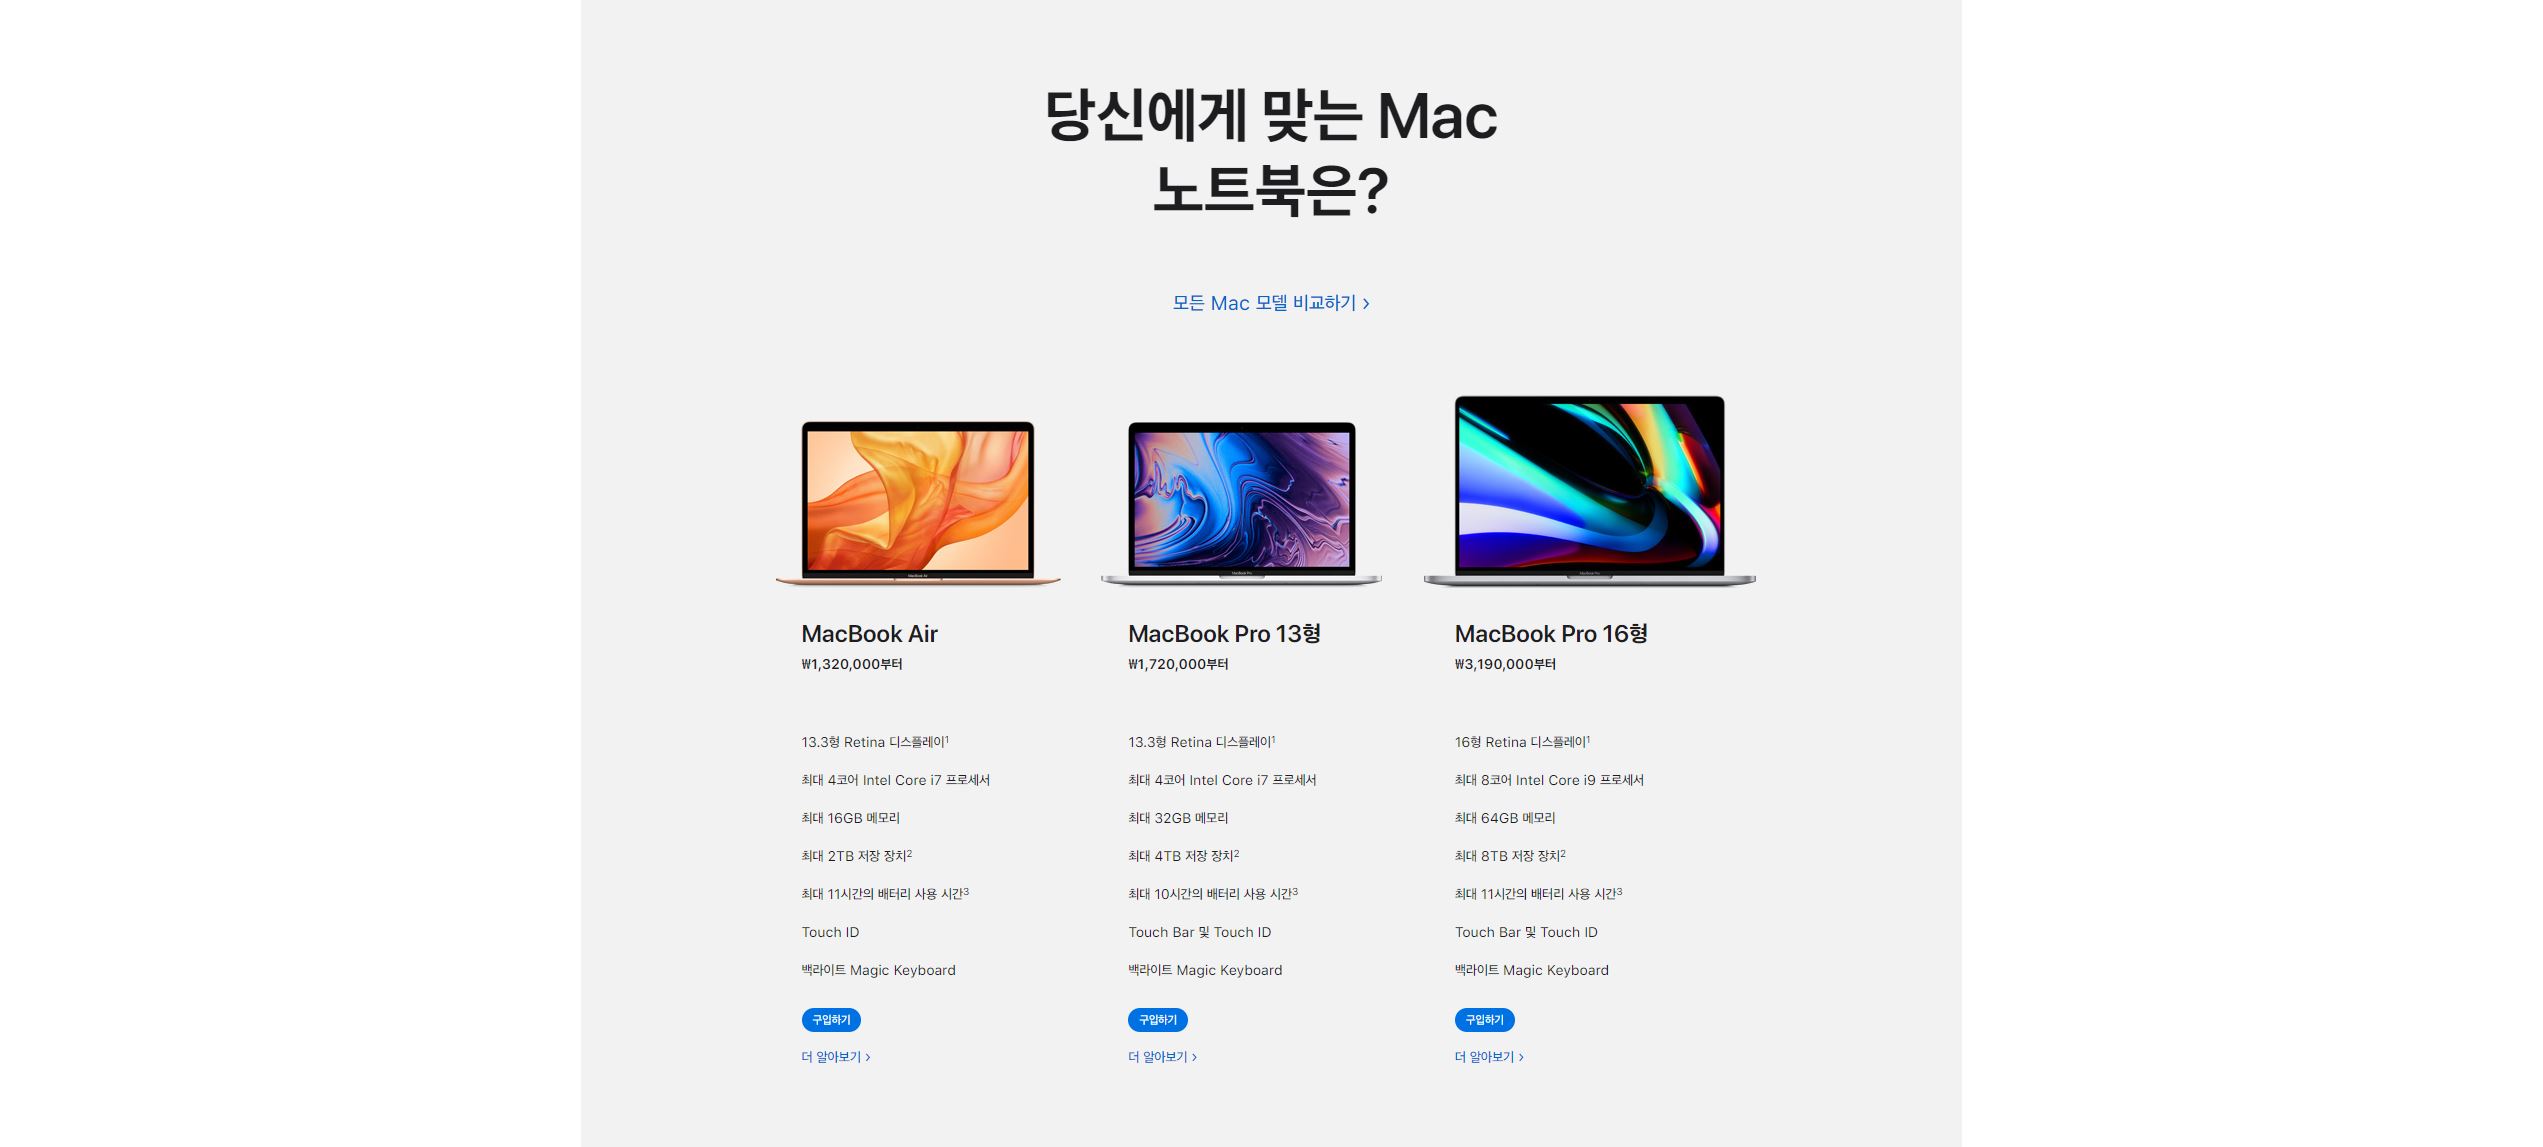 당신에게 맞는 Mac
노트북은?
모든 Mac 모델 비교하기 >
MacBook Air
₩1,320,000부터
13.3형 Retina 디스플레이1
최대 4코어 Intel Core i7 프로세서
최대 16GB 메모리
최대 2TB 저장 장치2
최대 11시간의 배터리 사용 시간3
Touch ID
백라이트 Magic Keyboard
구입하기
더 알아보기 >
MacBook Pro 13형
₩1,720,000부터
13.3형 Retina 디스플레이1
최대 4코어 Intel Core i7 프로세서
최대 32GB 메모리
최대 4TB 저장 장치2
최대 10시간의 배터리 사용 시간3
Touch Bar 및 Touch ID
백라이트 Magic Keyboard
구입하기
더 알아보기 >
MacBook Pro 16형
₩3,190,000부터
16형 Retina 디스플레이1
최대 8코어 Intel Core i9 프로세서
최대 64GB 메모리
최대 8TB 저장 장치2
최대 11시간의 배터리 사용 시간3
Touch Bar 및 Touch ID
백라이트 Magic Keyboard
구입하기
더 알아보기 >